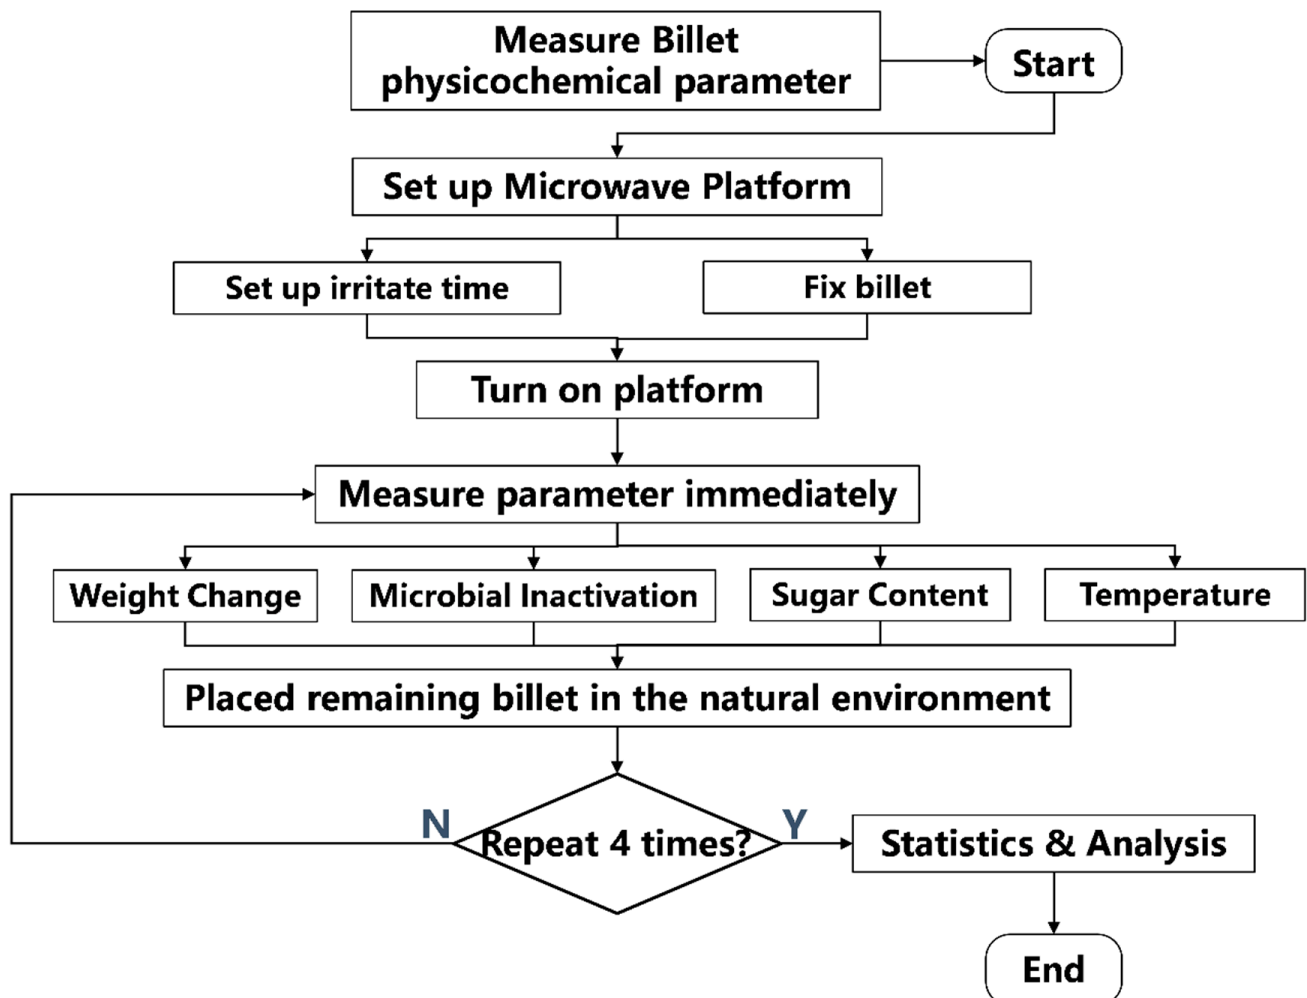 Measure Billet
physicochemical parameter
Start
Set up Microwave Platform
Set up irritate time
Fix billet
Turn on platform
Measure parameter immediately
Weight Change
Microbial Inactivation
Sugar Content
Temperature
Placed remaining billet in the natural environment
N
Repeat 4 times?
Y
Statistics & Analysis
End